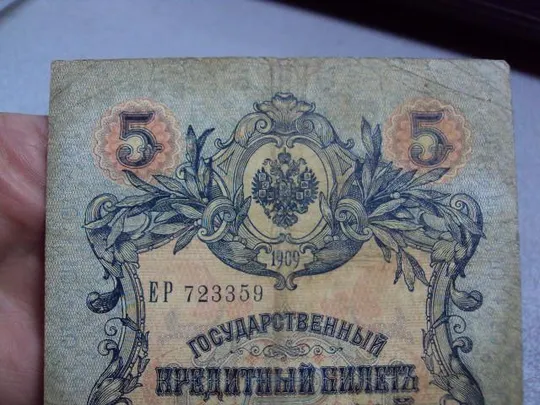 5 5
1909
ЕР 723359
ГОСУДАРСТВЕННЫЙ
КРЕДИТНЫЙ БИЛЕТЪ